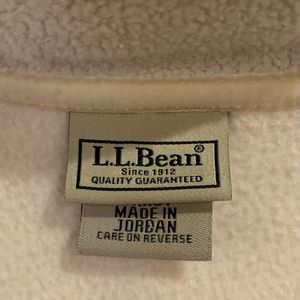 L.L.Bean®
Since 1912
QUALITY GUARANTEED
MADE IN
JORDAN
CARE ON REVERSE